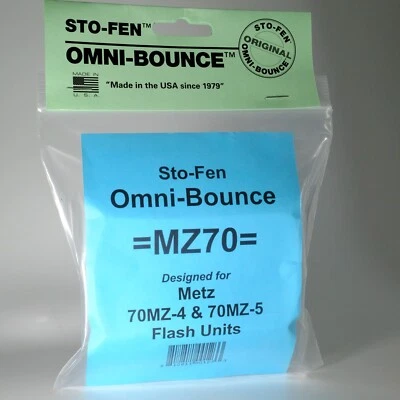 STO-FEN™
OMNI-BOUNCE™
STO-FEN
ORIGINAL
OMNI-BOUNCE
MADE IN
U.S.A
"Made in the USA since 1979"
Sto-Fen
Omni-Bounce
=MZ70=
Designed for
Metz
70MZ-4 & 70MZ-5
Flash Units